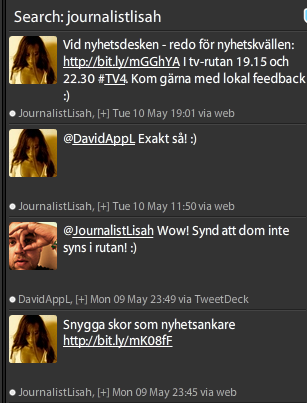 Search: journalistlisah
Vid nyhetsdesken - redo för nyhetskvällen:
http://bit.ly/mGGhYA I tv-rutan 19.15 och
22.30 #TV4. Kom gärna med lokal feedback
:)
JournalistLisah, [+] Tue 10 May 19:01 via web
@DavidAppL Exakt så! :)
JournalistLisah, [+] Tue 10 May 11:50 via web
@JournalistLisah Wow! Synd att dom inte
syns i rutan! :)
DavidAppL, [+] Mon 09 May 23:49 via TweetDeck
Snygga skor som nyhetsankare
http://bit.ly/mK08fF
JournalistLisah, [+] Mon 09 May 23:45 via web